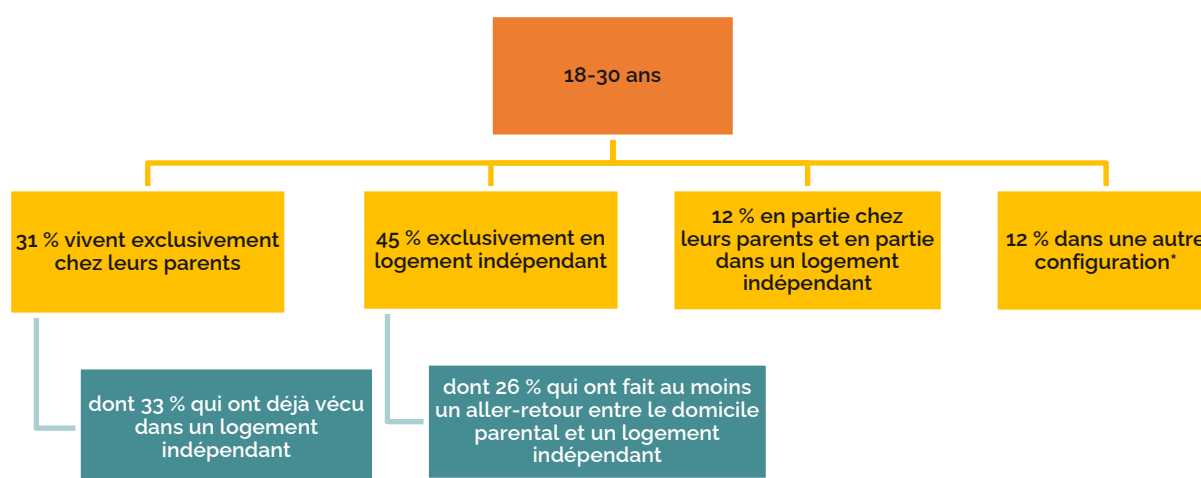 18-30 ans
31 % vivent exclusivement
chez leurs parents
45 % exclusivement en
logement indépendant
12 % en partie chez
leurs parents et en partie
dans un logement
indépendant
12 % dans une autre
configuration*
dont 33 % qui ont déjà vécu
dans un logement
indépendant
dont 26 % qui ont fait au moins
un aller-retour entre le domicile
parental et un logement
indépendant